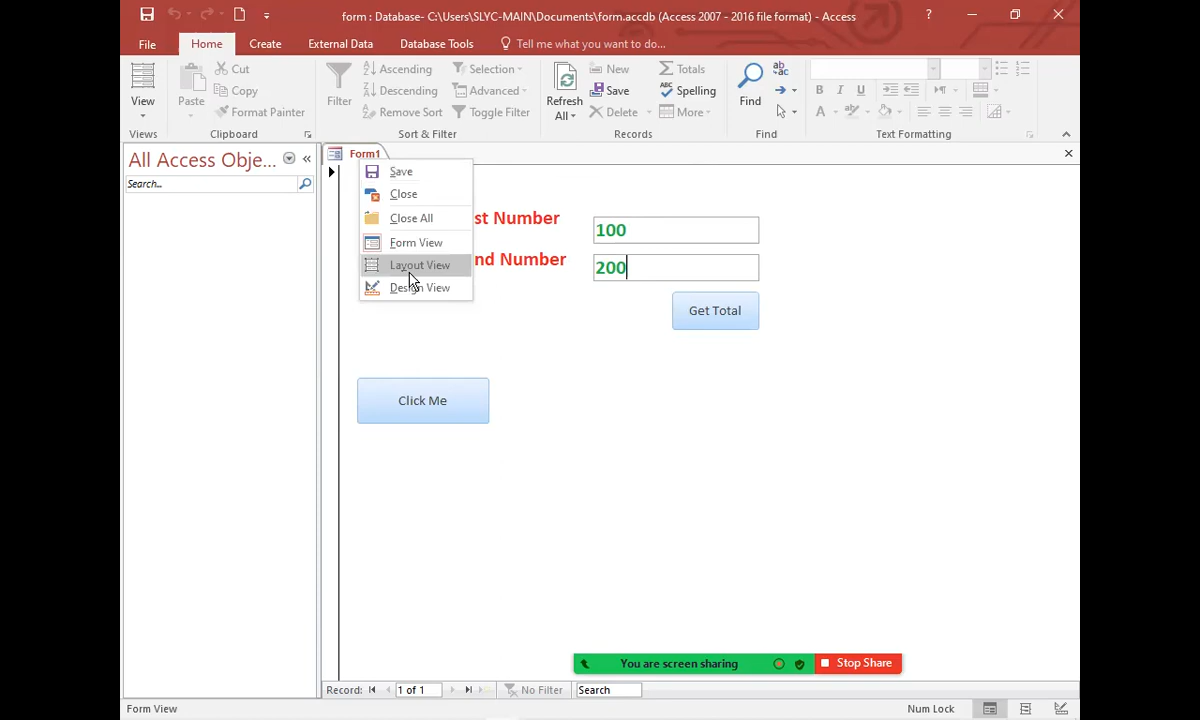 form : Database- C:\Users\SLYC-MAIN\Documents\form.accdb (Access 2007 - 2016 file format) - Access
?
File Home Create External Data Database Tools Tell me what you want to do...
View
Views
Paste
Cut
Copy
Format Painter
Clipboard
Filter
Ascending
Descending
Remove Sort
Selection
Advanced
Toggle Filter
Sort & Filter
Refresh
All
New
Save
Delete
Totals
Spelling
More
Records
Find
Find
B I U
A
Text Formatting
All Access Obje...
Search...
Form1
Save
Close
Close All
Form View
Layout View
Design View
st Number 100
nd Number 200
Get Total
Click Me
You are screen sharing Stop Share
Record: 1 of 1 No Filter Search
Form View Num Lock